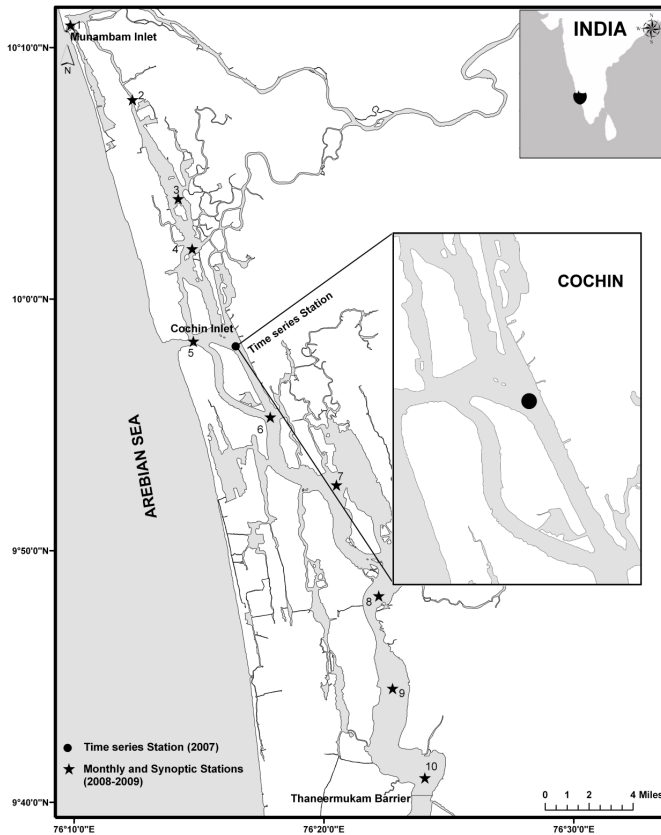 INDIA
10°10'0"N
1
Munambam Inlet
N
2
3
4
COCHIN
10°0'0"N
Cochin Inlet
Time series Station
5
6
AREBIAN SEA
7
9°50'0"N
8
9
Time series Station (2007)
Monthly and Synoptic Stations
(2008-2009)
10
Thaneermukam Barrier
0 1 2 4 Miles
9°40'0"N
76°10'0"E 76°20'0"E 76°30'0"E